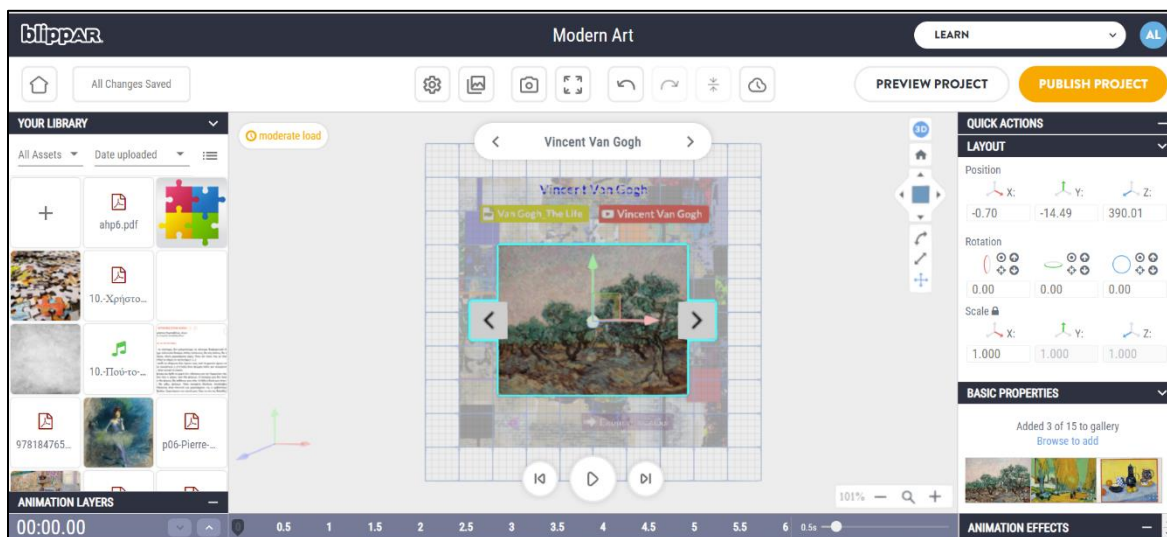 blippAR
Modern Art
LEARN
AL
All Changes Saved
PREVIEW PROJECT
PUBLISH PROJECT
YOUR LIBRARY
All Assets
Date uploaded
ahp6.pdf
10.-Χρήστο...
10.-Πού-το-...
978184765...
p06-Pierre-...
ANIMATION LAYERS
00:00.00
moderate load
Vincent Van Gogh
Vincent Van Gogh
Van Gogh_The Life
Vincent Van Gogh
3D
101%
0.5 1 1.5 2 2.5 3 3.5 4 4.5 5 5.5 6 0.5s
QUICK ACTIONS
LAYOUT
Position
X: Y: Z:
-0.70 -14.49 390.01
Rotation
0.00 0.00 0.00
Scale
X: Y: Z:
1.000 1.000 1.000
BASIC PROPERTIES
Added 3 of 15 to gallery
Browse to add
ANIMATION EFFECTS